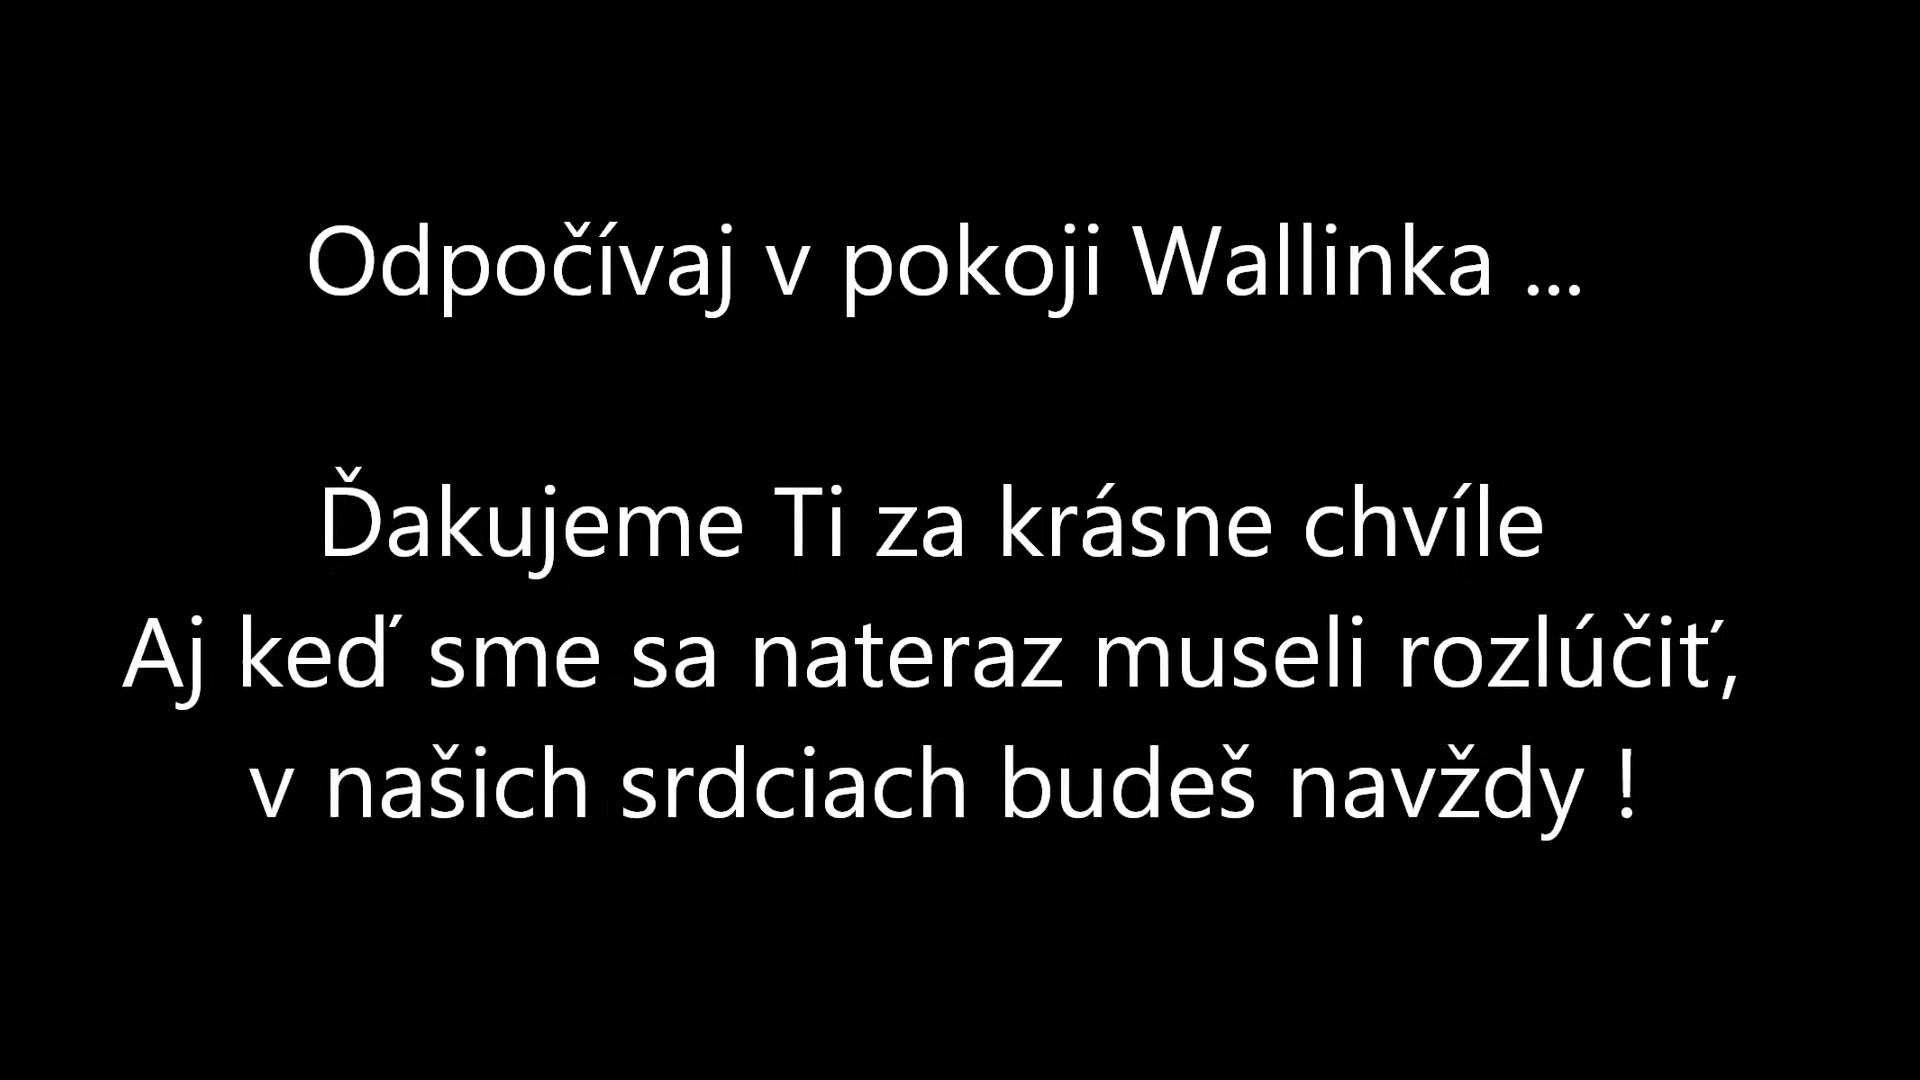 Odpočívaj v pokoji Wallinka ...
Ďakujeme Ti za krásne chvíle
Aj keď sme sa nateraz museli rozlúčiť,
v našich srdciach budeš navždy !